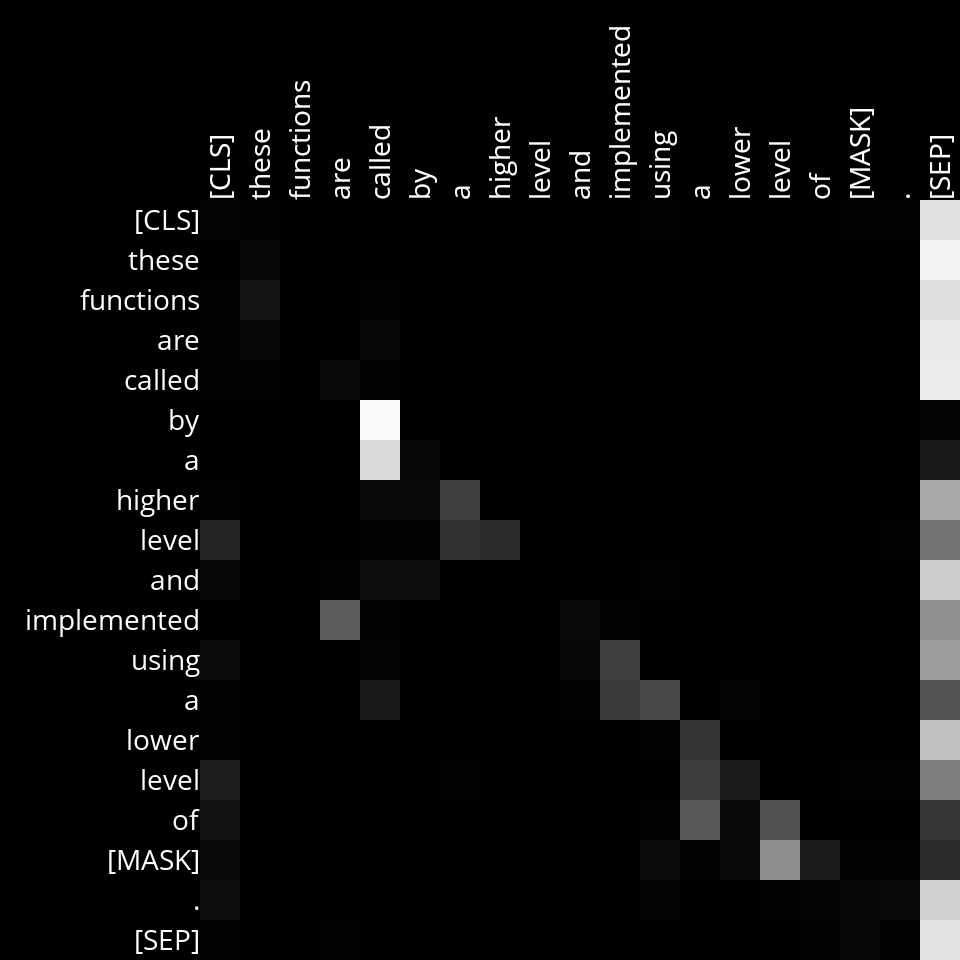 [CLS] these functions are called by a higher level and implemented using a lower level of [MASK] . [SEP]
[CLS]
these
functions
are
called
by
a
higher
level
and
implemented
using
a
lower
level
of
[MASK]
.
[SEP]